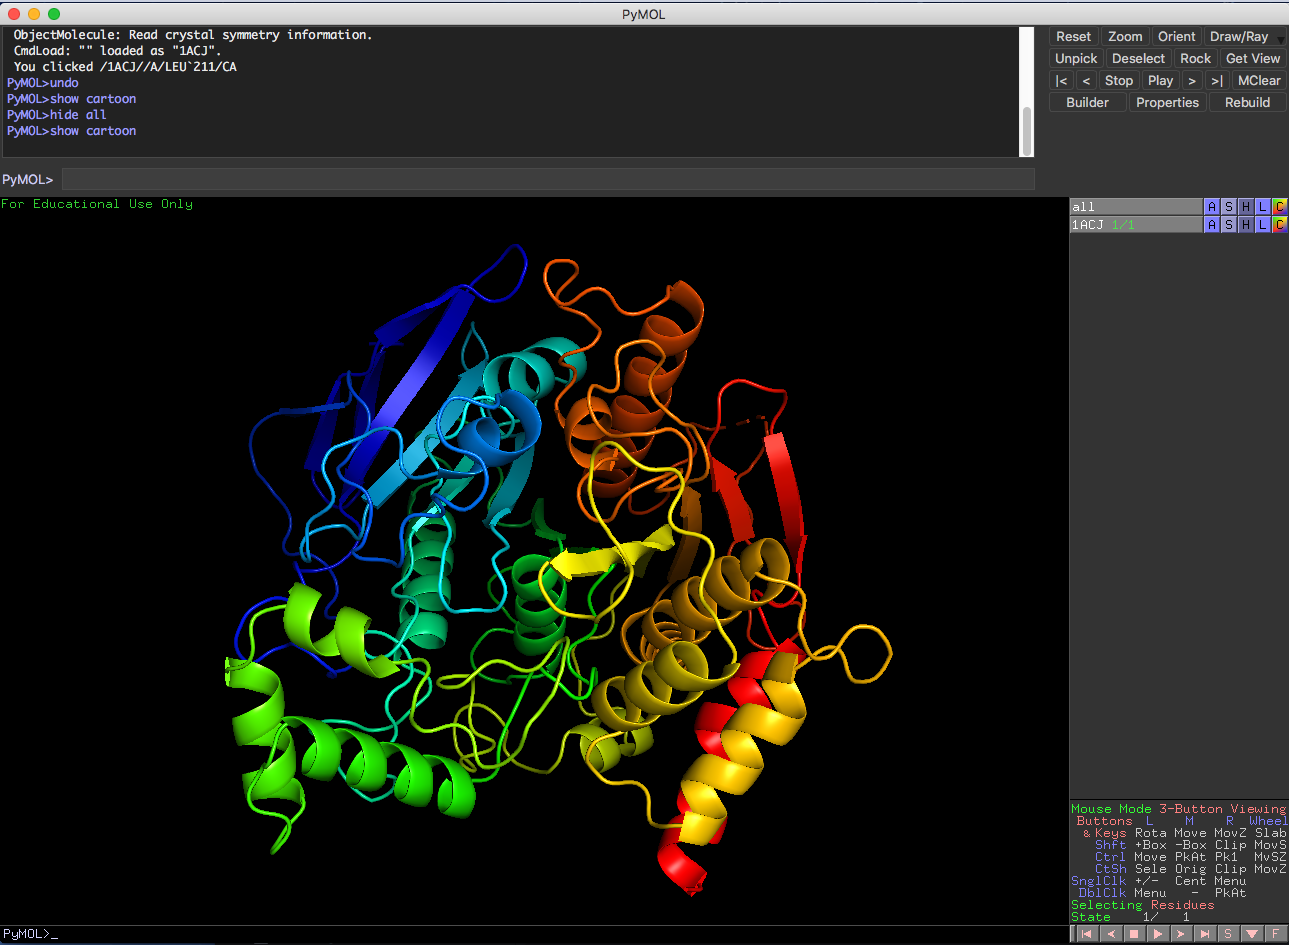 PyMOL
ObjectMolecule: Read crystal symmetry information.
CmdLoad: "" loaded as "1ACJ".
You clicked /1ACJ//A/LEU`211/CA
PyMOL>undo
PyMOL>show cartoon
PyMOL>hide all
PyMOL>show cartoon
Reset Zoom Orient Draw/Ray
Unpick Deselect Rock Get View
|< < Stop Play > >| MClear
Builder Properties Rebuild
PyMOL>
For Educational Use Only
all A S H L C
1ACJ 1/1 A S H L C
Mouse Mode 3-Button Viewing
Buttons L M R Wheel
& Keys Rota Move MovZ Slab
Shft +Box -Box Clip MovS
Ctrl Move PkAt Pk1 MvSZ
CtSh Sele Orig Clip MovZ
SnglClk +/- Cent Menu
DblClk Menu - PkAt
Selecting Residues
State 1/ 1
PyMOL>_
S F